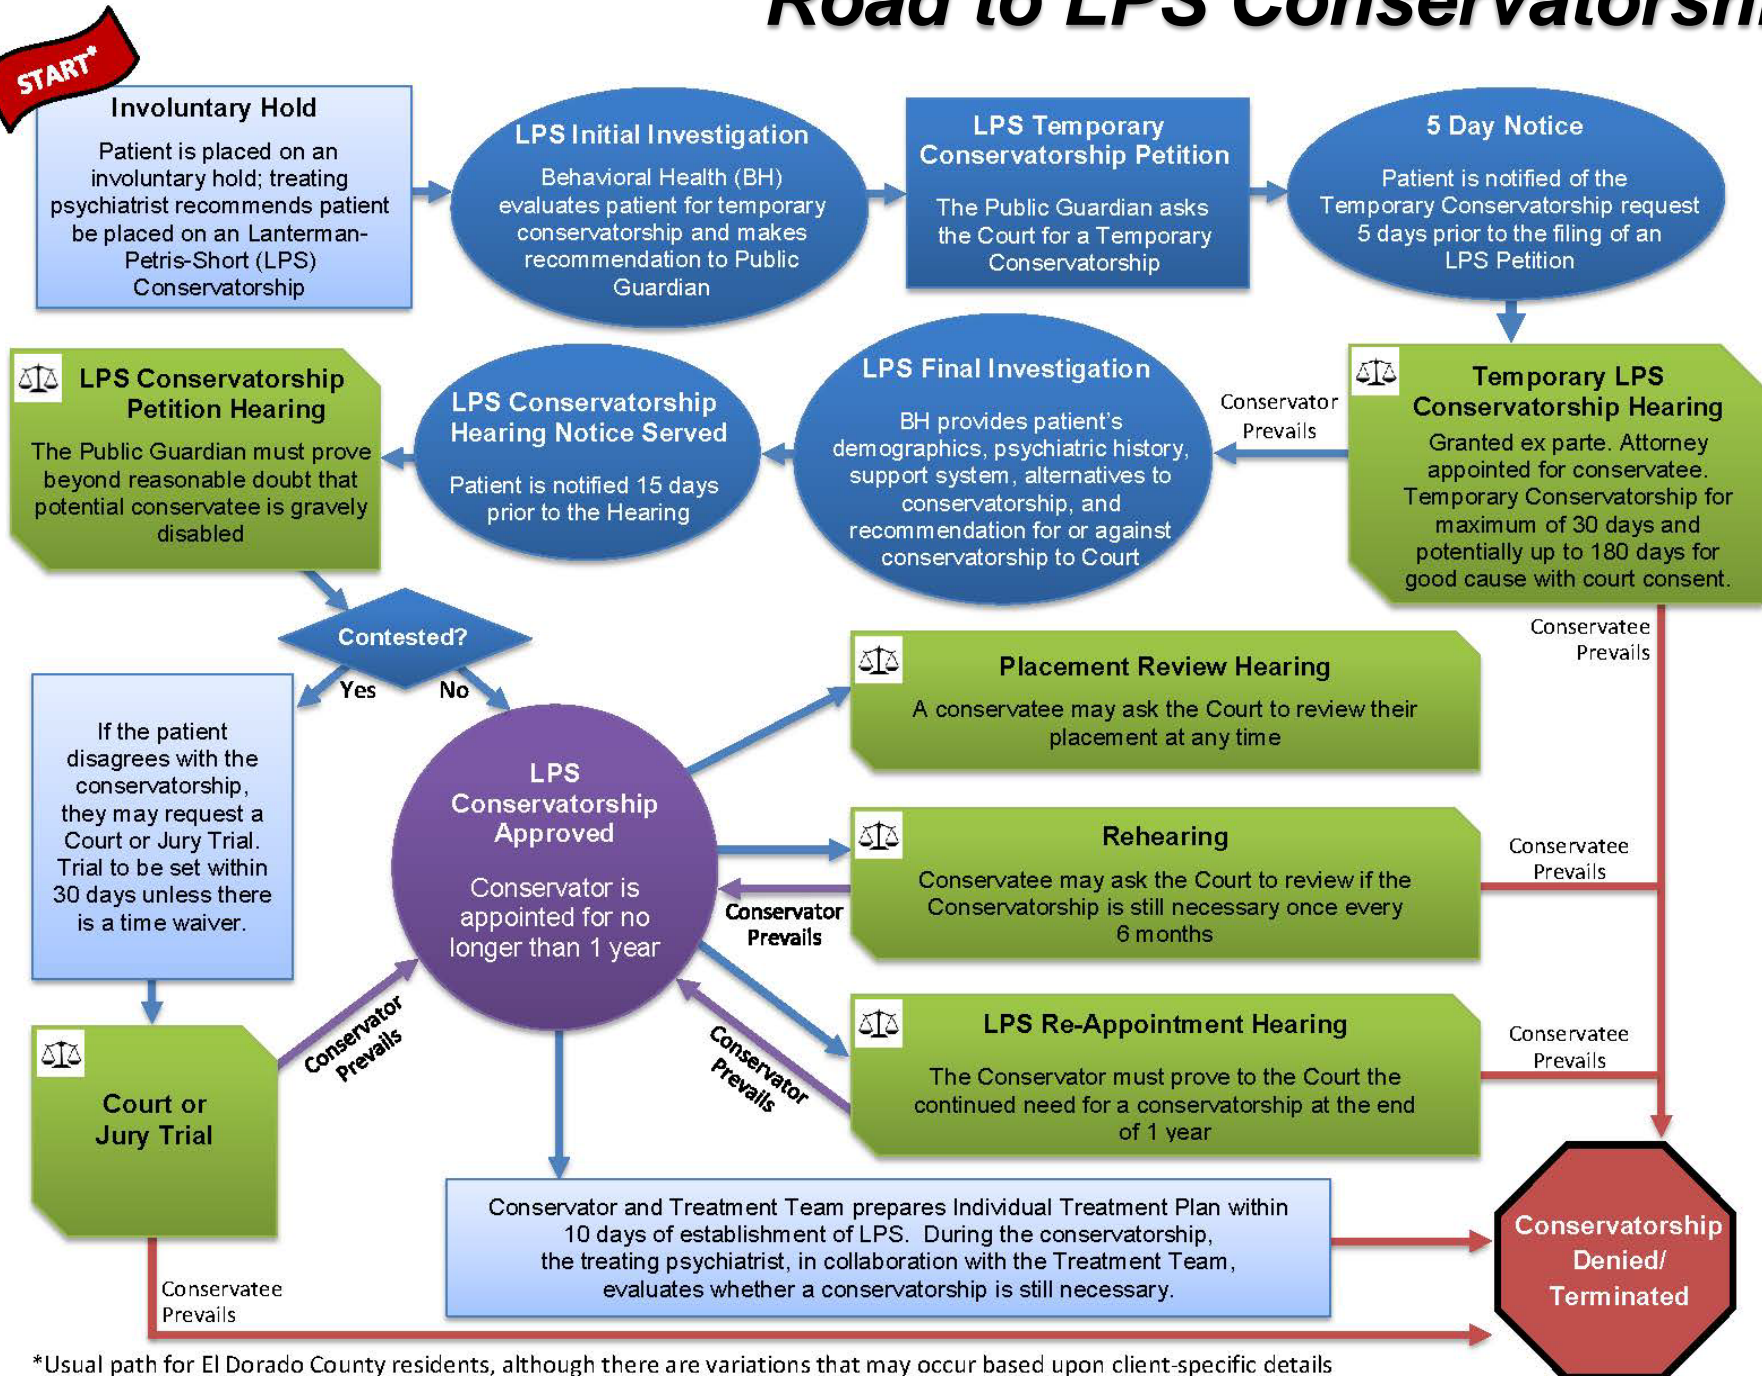 Road to LPS Conservatorshi
START*
Involuntary Hold
Patient is placed on an
involuntary hold; treating
psychiatrist recommends patient
be placed on an Lanterman-
Petris-Short (LPS)
Conservatorship
LPS Initial Investigation
Behavioral Health (BH)
evaluates patient for temporary
conservatorship and makes
recommendation to Public
Guardian
LPS Temporary
Conservatorship Petition
The Public Guardian asks
the Court for a Temporary
Conservatorship
5 Day Notice
Patient is notified of the
Temporary Conservatorship request
5 days prior to the filing of an
LPS Petition
Temporary LPS
Conservatorship Hearing
Granted ex parte. Attorney
appointed for conservatee.
Temporary Conservatorship for
maximum of 30 days and
potentially up to 180 days for
good cause with court consent.
Conservator
Prevails
LPS Final Investigation
BH provides patient's
demographics, psychiatric history,
support system, alternatives to
conservatorship, and
recommendation for or against
conservatorship to Court
LPS Conservatorship
Hearing Notice Served
Patient is notified 15 days
prior to the Hearing
LPS Conservatorship
Petition Hearing
The Public Guardian must prove
beyond reasonable doubt that
potential conservatee is gravely
disabled
Contested?
Yes
No
If the patient
disagrees with the
conservatorship,
they may request a
Court or Jury Trial.
Trial to be set within
30 days unless there
is a time waiver.
Court or
Jury Trial
Conservator
Prevails
Conservatee
Prevails
LPS
Conservatorship
Approved
Conservator is
appointed for no
longer than 1 year
Placement Review Hearing
A conservatee may ask the Court to review their
placement at any time
Rehearing
Conservatee may ask the Court to review if the
Conservatorship is still necessary once every
6 months
Conservator
Prevails
Conservatee
Prevails
LPS Re-Appointment Hearing
The Conservator must prove to the Court the
continued need for a conservatorship at the end
of 1 year
Conservator
Prevails
Conservatee
Prevails
Conservatee
Prevails
Conservator and Treatment Team prepares Individual Treatment Plan within
10 days of establishment of LPS. During the conservatorship,
the treating psychiatrist, in collaboration with the Treatment Team,
evaluates whether a conservatorship is still necessary.
Conservatorship
Denied/
Terminated
*Usual path for El Dorado County residents, although there are variations that may occur based upon client-specific details